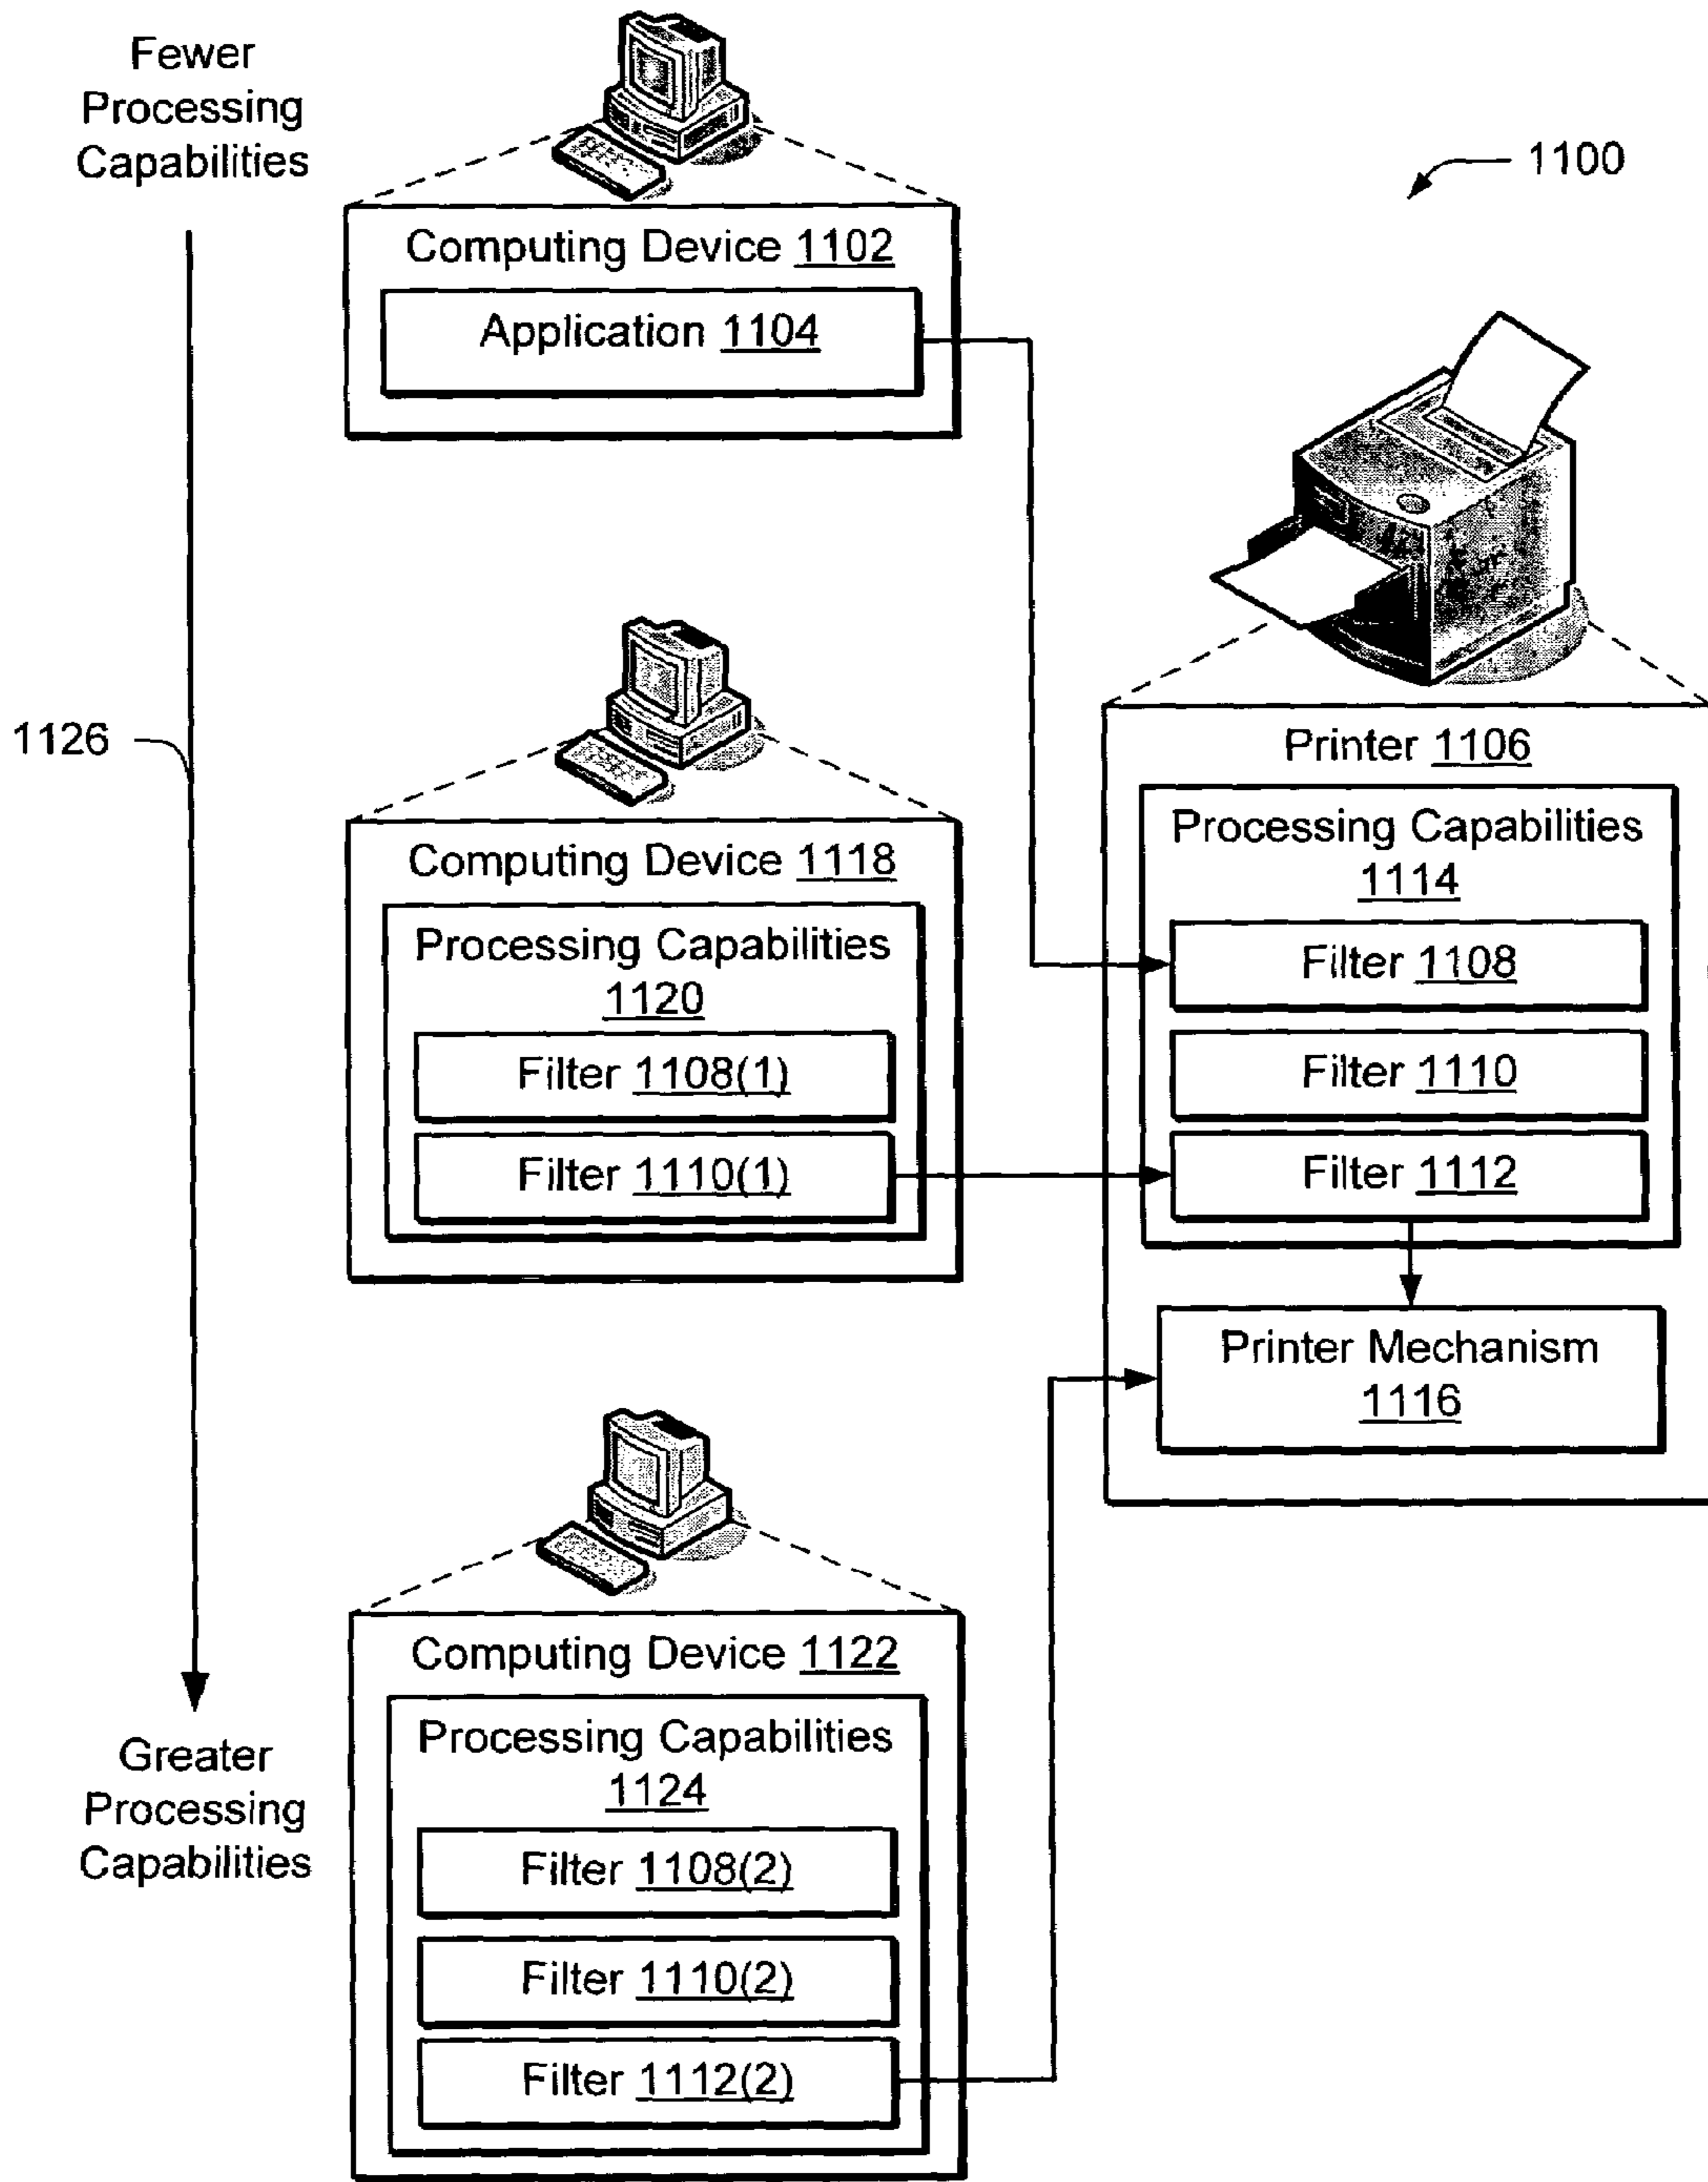 Fewer
Processing
Capabilities
1100
Computing Device 1102
Application 1104
1126
Computing Device 1118
Processing Capabilities
1120
Filter 1108(1)
Filter 1110(1)
Printer 1106
Processing Capabilities
1114
Filter 1108
Filter 1110
Filter 1112
Printer Mechanism
1116
Greater
Processing
Capabilities
Computing Device 1122
Processing Capabilities
1124
Filter 1108(2)
Filter 1110(2)
Filter 1112(2)